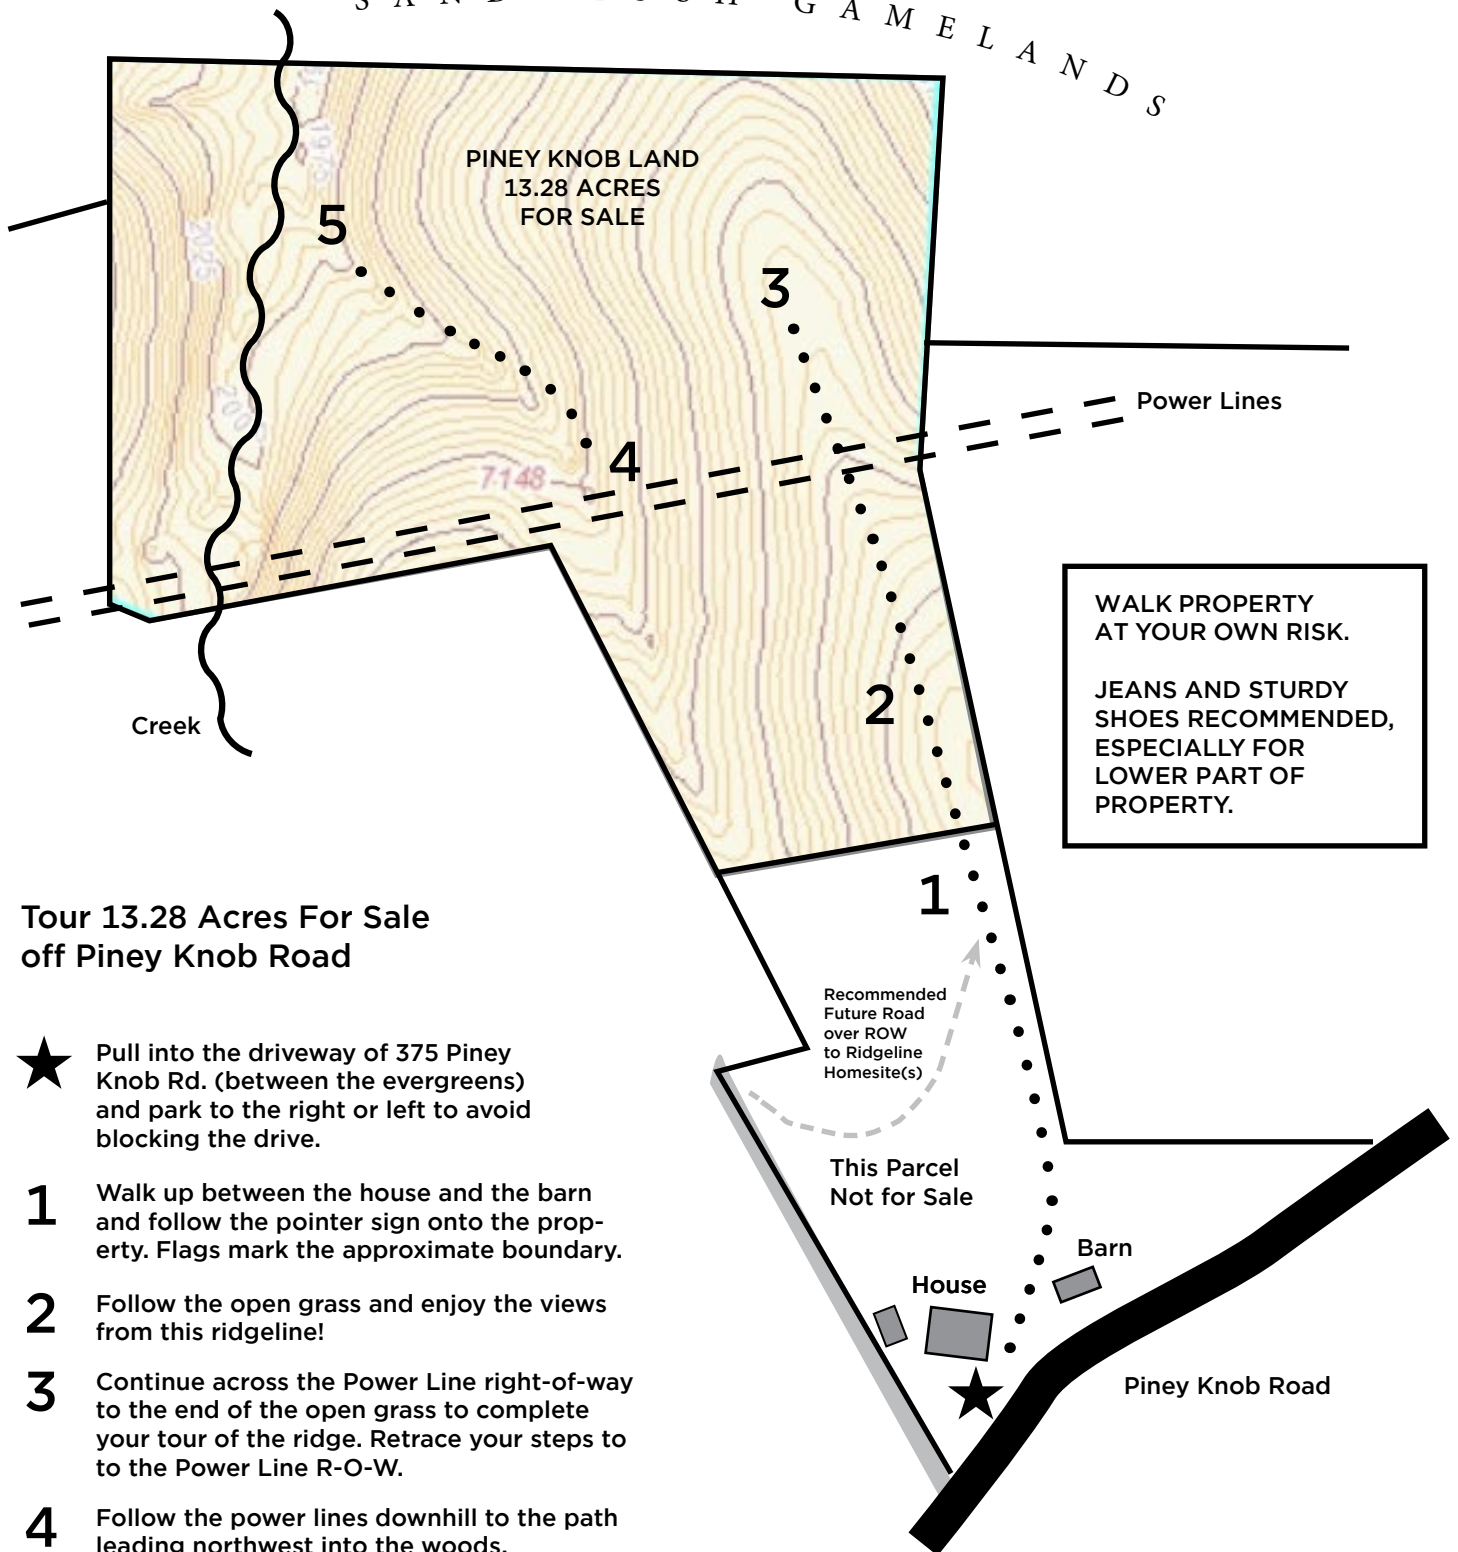 GAMELANDS
1975
PINEY KNOB LAND
13.28 ACRES
FOR SALE
5
2025
3
Power Lines
4
7148
WALK PROPERTY
AT YOUR OWN RISK.
JEANS AND STURDY
SHOES RECOMMENDED,
ESPECIALLY FOR
LOWER PART OF
PROPERTY.
2
Creek
1
Tour 13.28 Acres For Sale
off Piney Knob Road
Recommended
Future Road
over ROW
to Ridgeline
Homesite(s)
Pull into the driveway of 375 Piney
Knob Rd. (between the evergreens)
and park to the right or left to avoid
blocking the drive.
This Parcel
Not for Sale
1 Walk up between the house and the barn
and follow the pointer sign onto the prop-
erty. Flags mark the approximate boundary.
Barn
House
2 Follow the open grass and enjoy the views
from this ridgeline!
3 Continue across the Power Line right-of-way
to the end of the open grass to complete
your tour of the ridge. Retrace your steps to
to the Power Line R-O-W.
Piney Knob Road
4 Follow the power lines downhill to the path
leading northwest into the woods.